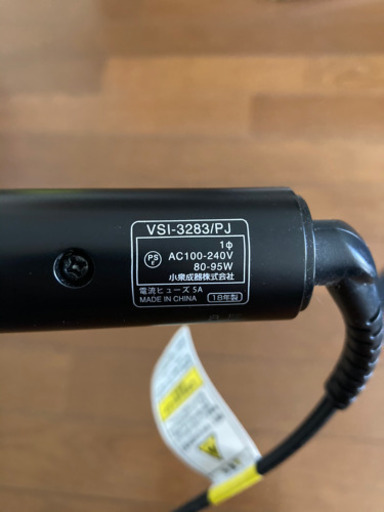 VSI-3283/PJ
1φ
PS
AC100-240V
80-95W
小泉成器株式会社
電流ヒューズ 5A
MADE IN CHINA
18年製